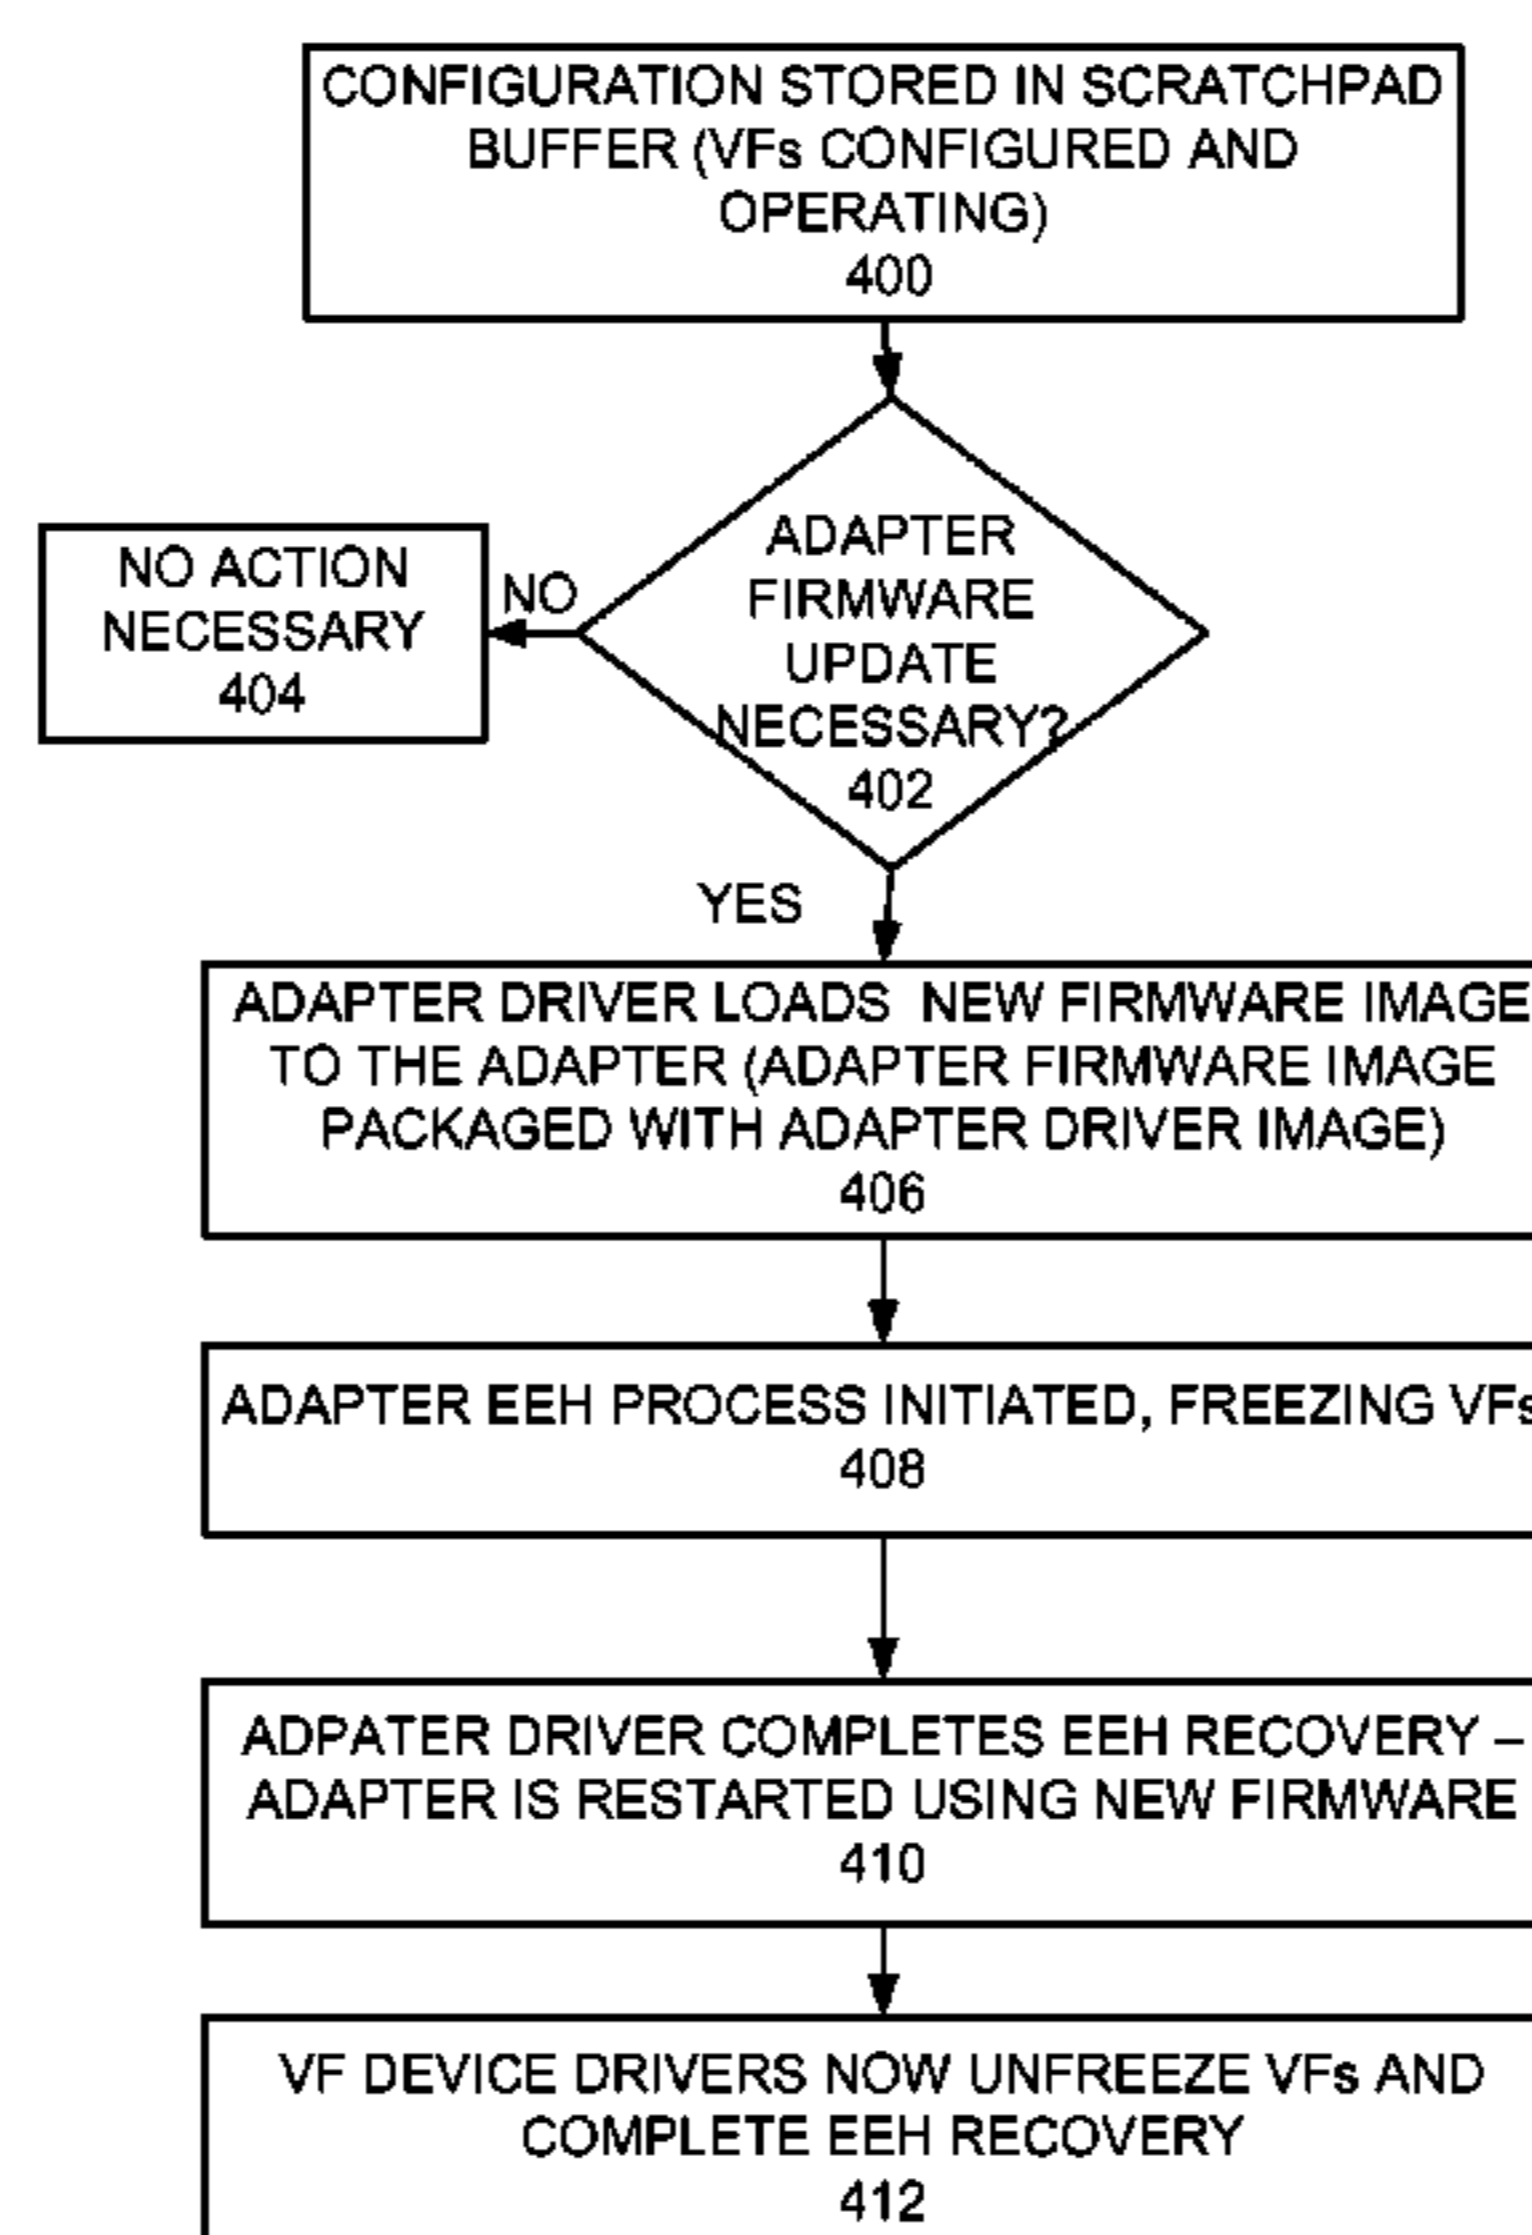 CONFIGURATION STORED IN SCRATCHPAD
BUFFER (VFs CONFIGURED AND
OPERATING)
400
ADAPTER
FIRMWARE
UPDATE
NECESSARY?
402
NO
NO ACTION
NECESSARY
404
YES
ADAPTER DRIVER LOADS NEW FIRMWARE IMAGE
TO THE ADAPTER (ADAPTER FIRMWARE IMAGE
PACKAGED WITH ADAPTER DRIVER IMAGE)
406
ADAPTER EEH PROCESS INITIATED, FREEZING VFs
408
ADPATER DRIVER COMPLETES EEH RECOVERY –
ADAPTER IS RESTARTED USING NEW FIRMWARE
410
VF DEVICE DRIVERS NOW UNFREEZE VFs AND
COMPLETE EEH RECOVERY
412